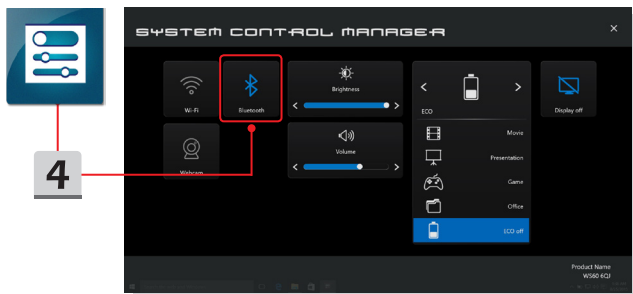 SYSTEM CONTROL MANAGER
Wi-Fi
Bluetooth
Brightness
ECO
Display off
Webcam
Volume
Movie
Presentation
Game
Office
ECO off
4
Product Name
WS60 6QJ